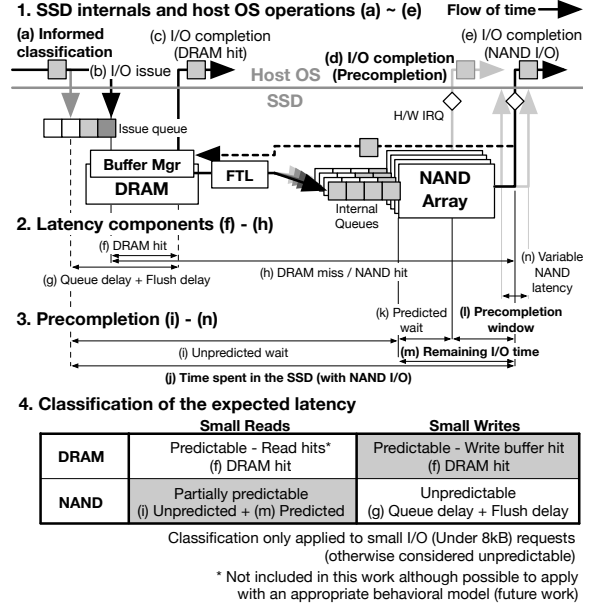 1. SSD internals and host OS operations (a) ~ (e)
Flow of time
(a) Informed
classification
(c) I/O completion
(DRAM hit)
(e) I/O completion
(NAND I/O)
(d) I/O completion
(Precompletion)
(b) I/O issue
Host OS
SSD
H/W IRQ
Issue queue
Buffer Mgr
DRAM
FTL
NAND
Array
Internal
Queues
2. Latency components (f) - (h)
(f) DRAM hit
(g) Queue delay + Flush delay
(h) DRAM miss / NAND hit
(n) Variable
NAND
latency
3. Precompletion (i) - (n)
(k) Predicted
wait
(l) Precompletion
window
(i) Unpredicted wait
(m) Remaining I/O time
(j) Time spent in the SSD (with NAND I/O)
4. Classification of the expected latency
Small Reads
Small Writes
DRAM
Predictable - Read hits*
(f) DRAM hit
Predictable - Write buffer hit
(f) DRAM hit
NAND
Partially predictable
(i) Unpredicted + (m) Predicted
Unpredictable
(g) Queue delay + Flush delay
Classification only applied to small I/O (Under 8kB) requests
(otherwise considered unpredictable)
* Not included in this work although possible to apply
with an appropriate behavioral model (future work)